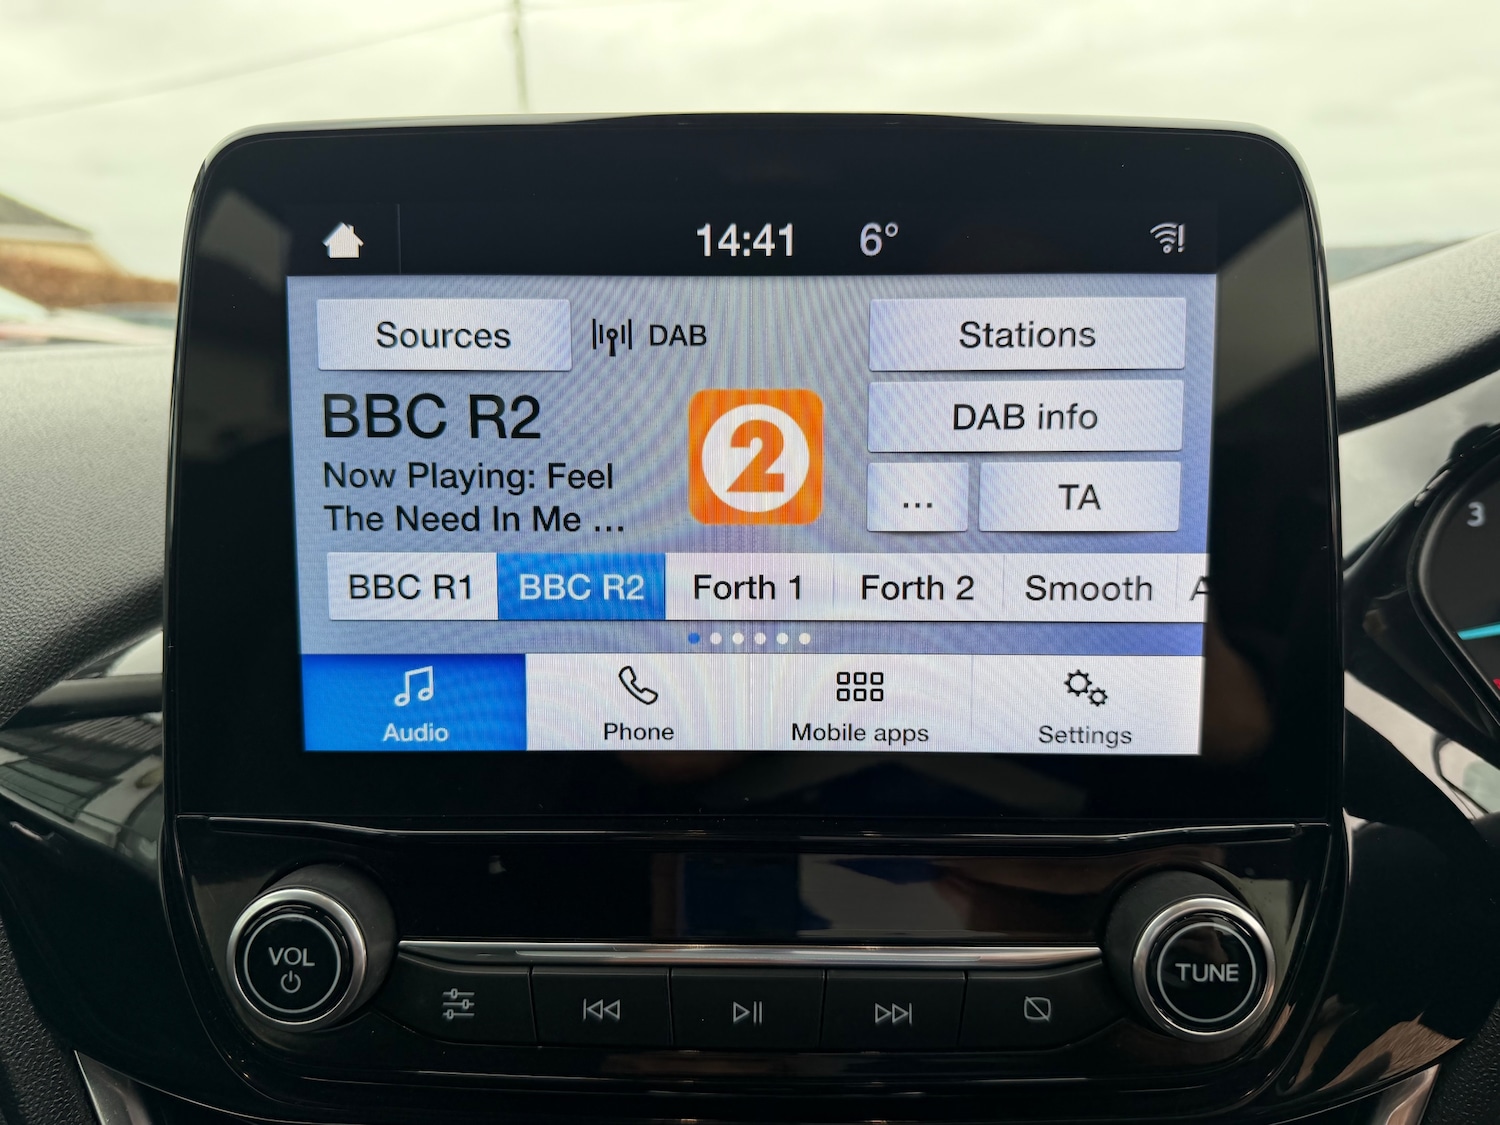 14:41 6°
Sources DAB Stations
BBC R2
2
DAB info
Now Playing: Feel
The Need In Me ...
... TA
BBC R1 BBC R2 Forth 1 Forth 2 Smooth A
Audio Phone Mobile apps Settings
VOL
TUNE
3